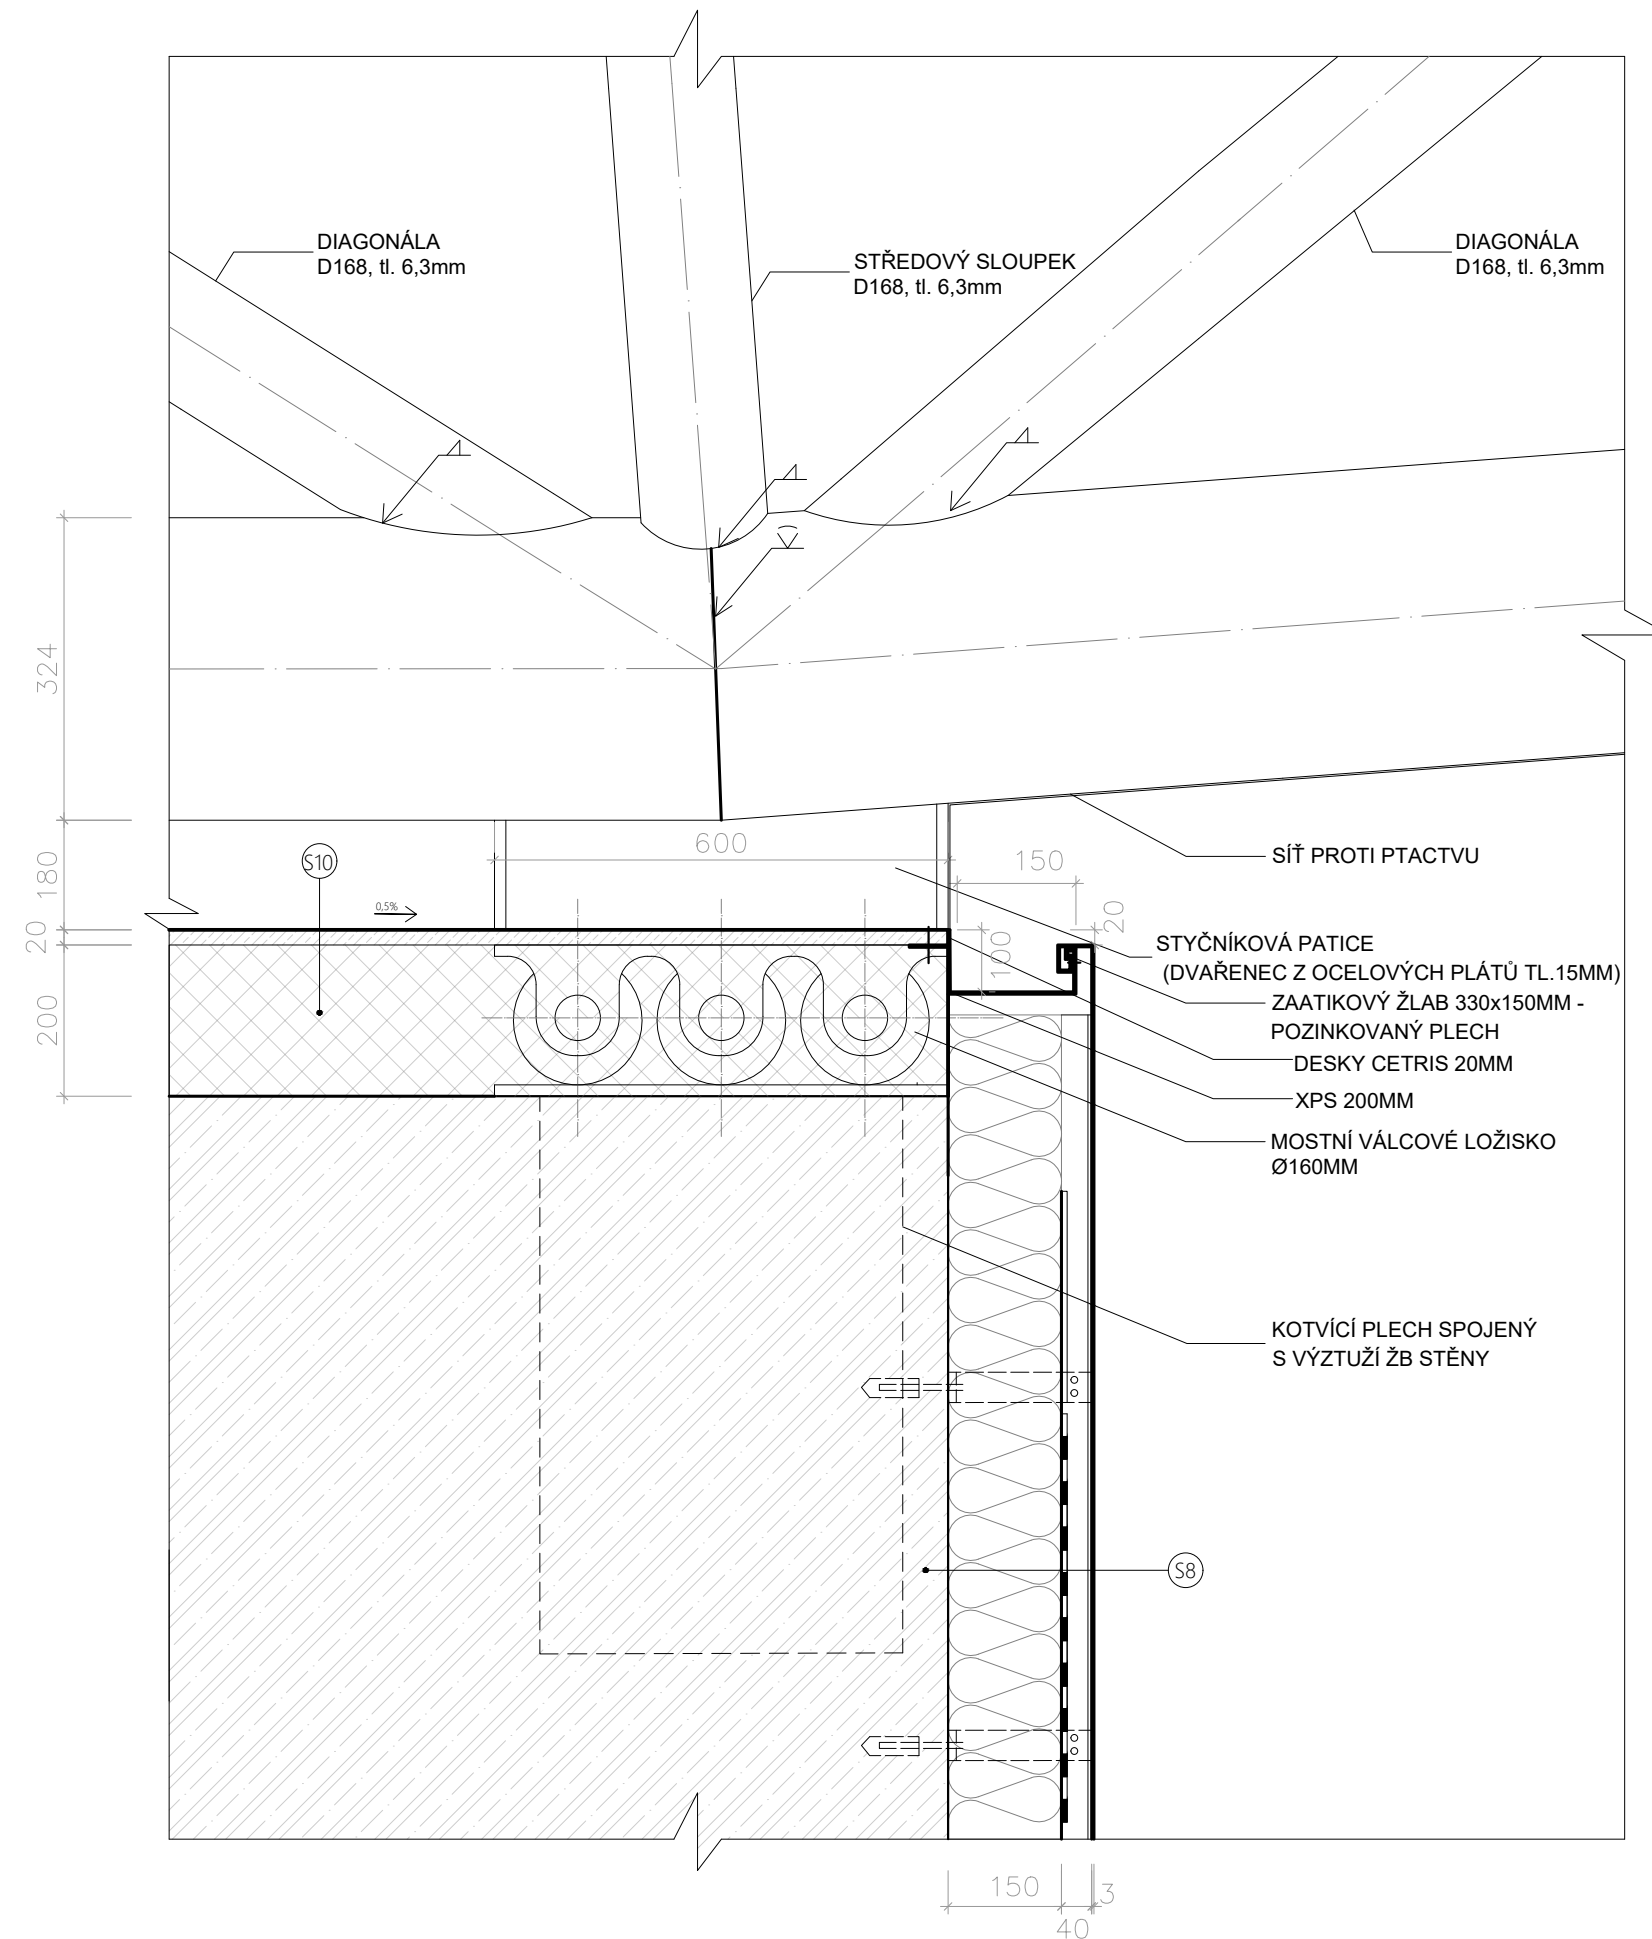 DIAGONÁLA
D168, tl. 6,3mm
STŘEDOVÝ SLOUPEK
D168, tl. 6,3mm
DIAGONÁLA
D168, tl. 6,3mm
324
180
20
200
S10
0,5%
600
150
100
20
SÍŤ PROTI PTACTVU
STYČNÍKOVÁ PATICE
(DVAŘENEC Z OCELOVÝCH PLÁTŮ TL.15MM)
ZAATIKOVÝ ŽLAB 330x150MM -
POZINKOVANÝ PLECH
DESKY CETRIS 20MM
XPS 200MM
MOSTNÍ VÁLCOVÉ LOŽISKO
Ø160MM
KOTVÍCÍ PLECH SPOJENÝ
S VÝZTUŽÍ ŽB STĚNY
S8
150
40
3